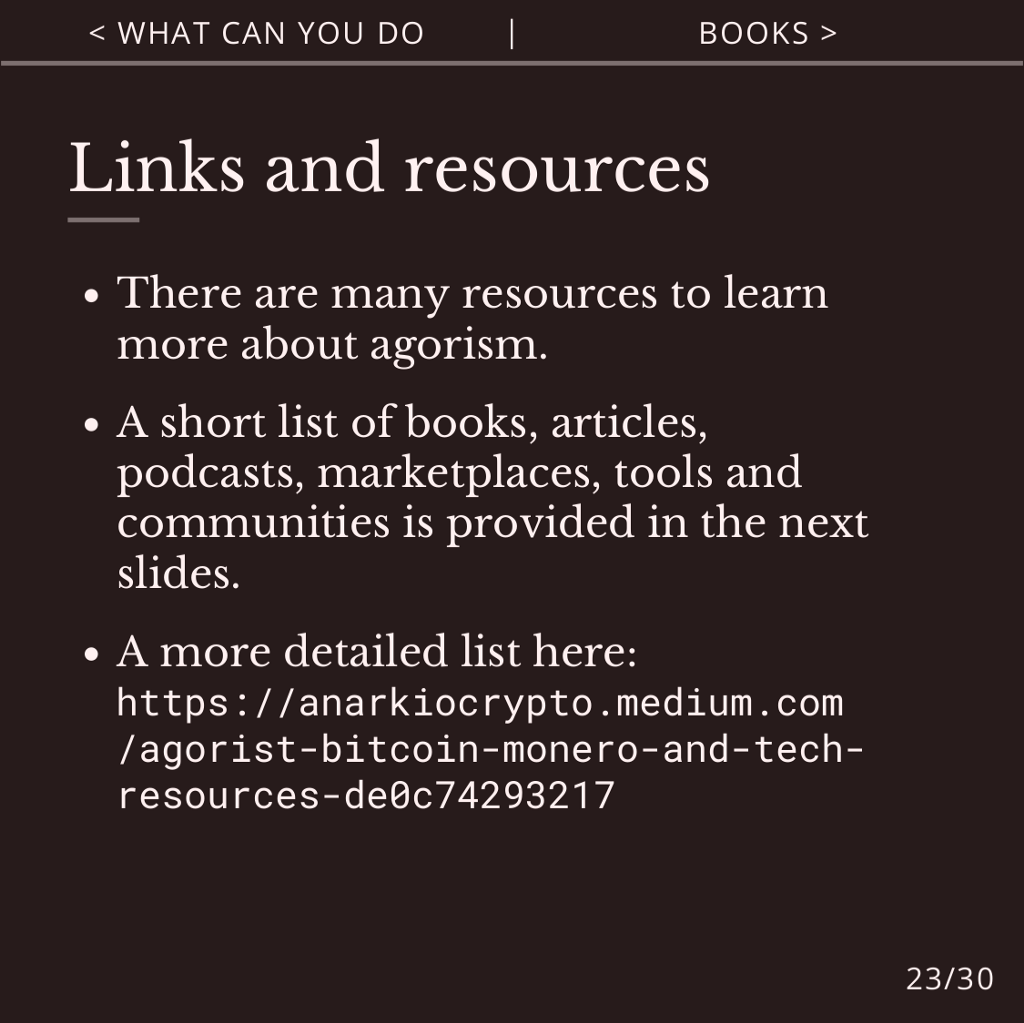 < WHAT CAN YOU DO | BOOKS >
Links and resources
• There are many resources to learn
more about agorism.
• A short list of books, articles,
podcasts, marketplaces, tools and
communities is provided in the next
slides.
• A more detailed list here:
https://anarkiocrypto.medium.com
/agorist-bitcoin-monero-and-tech-
resources-de0c74293217
23/30